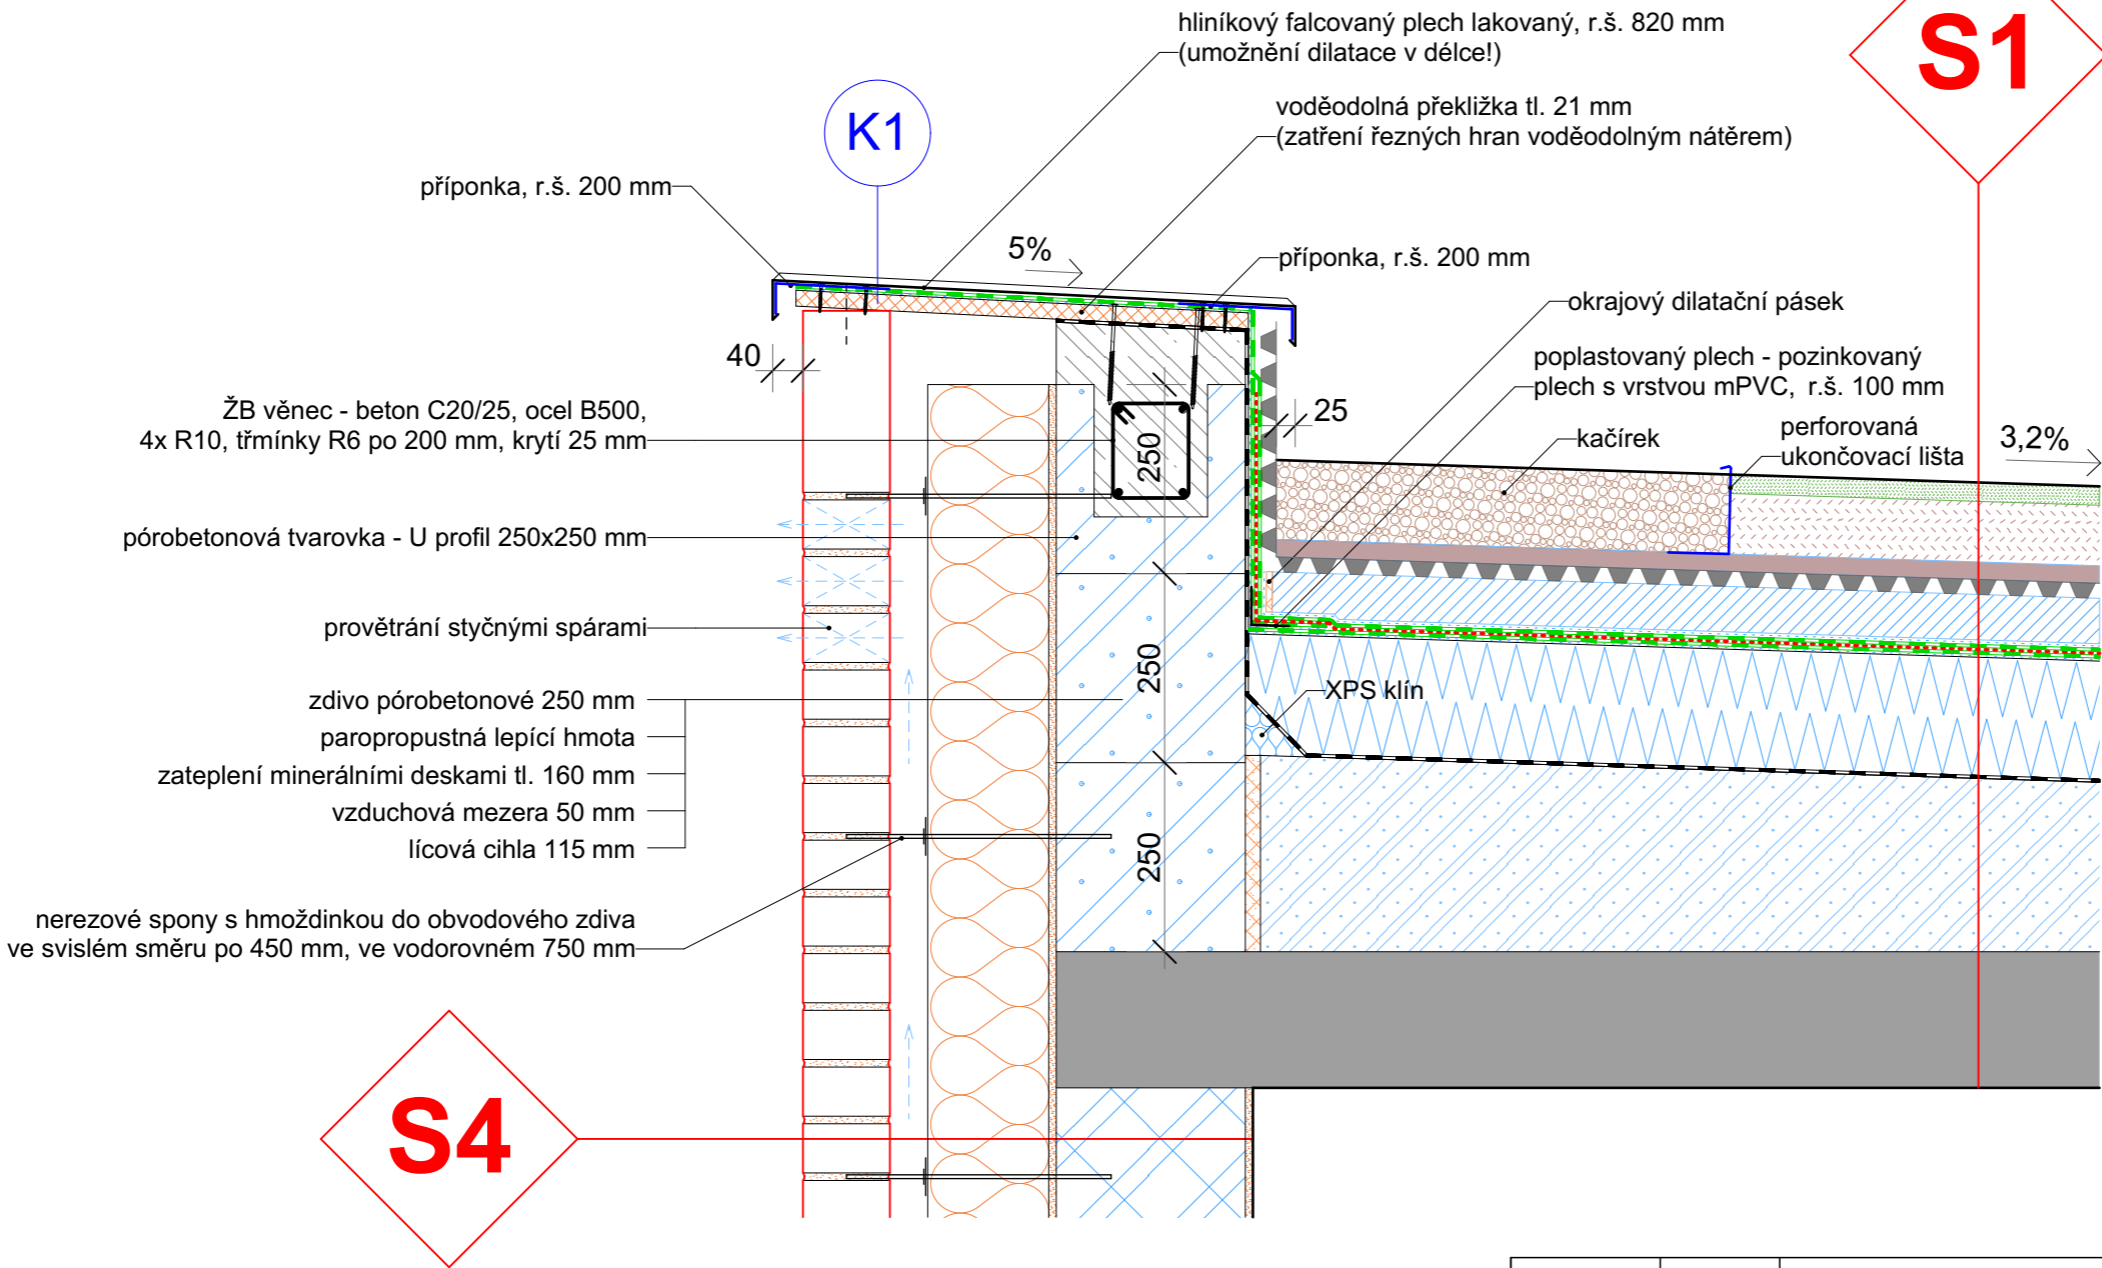 hliníkový falcovaný plech lakovaný, r.š. 820 mm
(umožnění dilatace v délce!)
S1
K1
voděodolná překližka tl. 21 mm
(zatření řezných hran voděodolným nátěrem)
příponka, r.š. 200 mm
5%
příponka, r.š. 200 mm
okrajový dilatační pásek
40
poplastovaný plech - pozinkovaný
plech s vrstvou mPVC, r.š. 100 mm
25
kačírek
perforovaná
ukončovací lišta
3,2%
ŽB věnec - beton C20/25, ocel B500,
4x R10, třmínky R6 po 200 mm, krytí 25 mm
250
pórobetonová tvarovka - U profil 250x250 mm
provětrání styčnými spárami
250
XPS klín
zdivo pórobetonové 250 mm
paropropustná lepící hmota
zateplení minerálními deskami tl. 160 mm
vzduchová mezera 50 mm
lícová cihla 115 mm
250
nerezové spony s hmoždinkou do obvodového zdiva
ve svislém směru po 450 mm, ve vodorovném 750 mm
S4